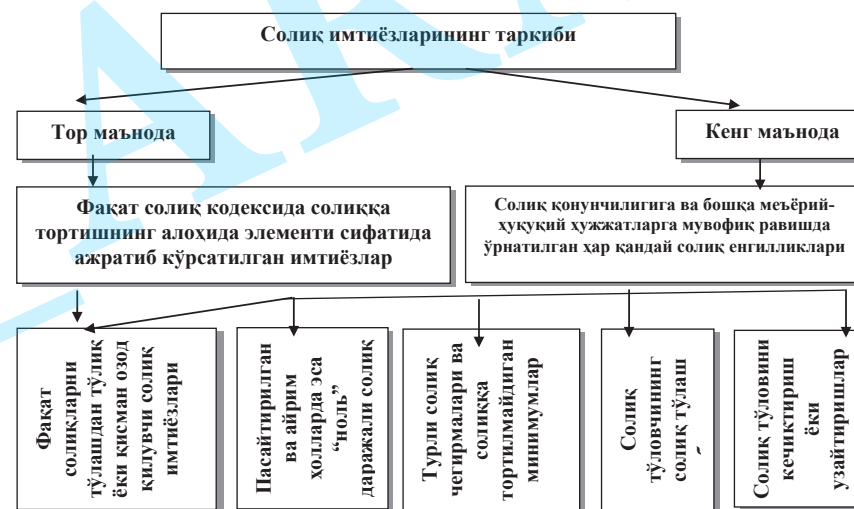 Солиқ имтиёзларининг таркиби
Тор маънода
Кенг маънода
Фақат солиқ кодексида солиққа
тортишнинг алоҳида элементи сифатида
ажратиб кўрсатилган имтиёзлар
Солиқ қонунчилигига ва бошқа меъёрий-
ҳуқуқий ҳужжатларга мувофиқ равишда
ўрнатилган ҳар қандай солиқ енгилликлари
Фақат
солиқларни
тўлашдан тўлиқ
ёки қисман озод
қилувчи солиқ
имтиёзлари
Пасайтирилган
ва айрим
ҳолларда эса
“ноль”
даражали солиқ
Турли солиқ
чегирмалари ва
солиққа
тортилмайдиган
минимумлар
Солиқ
тўловчининг
солиқ тўлаш
Солиқ тўловини
кечиктириш
ёки
узайтиришлар